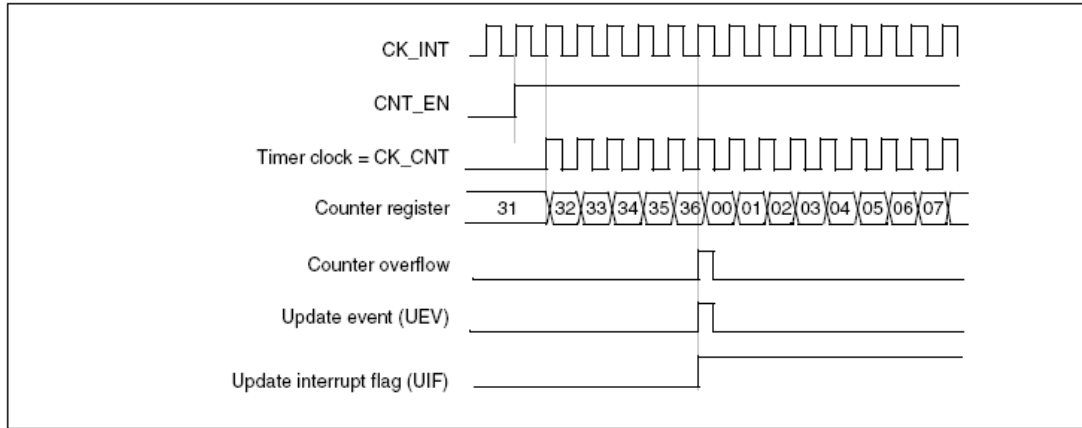 CK_INT
CNT_EN
Timer clock = CK_CNT
Counter register 31 32 33 34 35 36 00 01 02 03 04 05 06 07
Counter overflow
Update event (UEV)
Update interrupt flag (UIF)